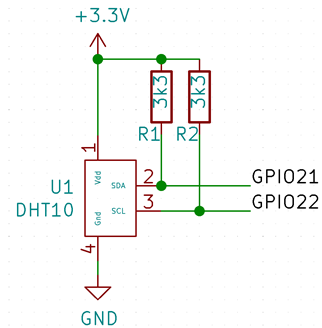 +3.3V
3k3
3k3
R1
R2
1
U1
DHT10
Vdd
Gnd
SDA
SCL
2
3
GPIO21
GPIO22
4
GND